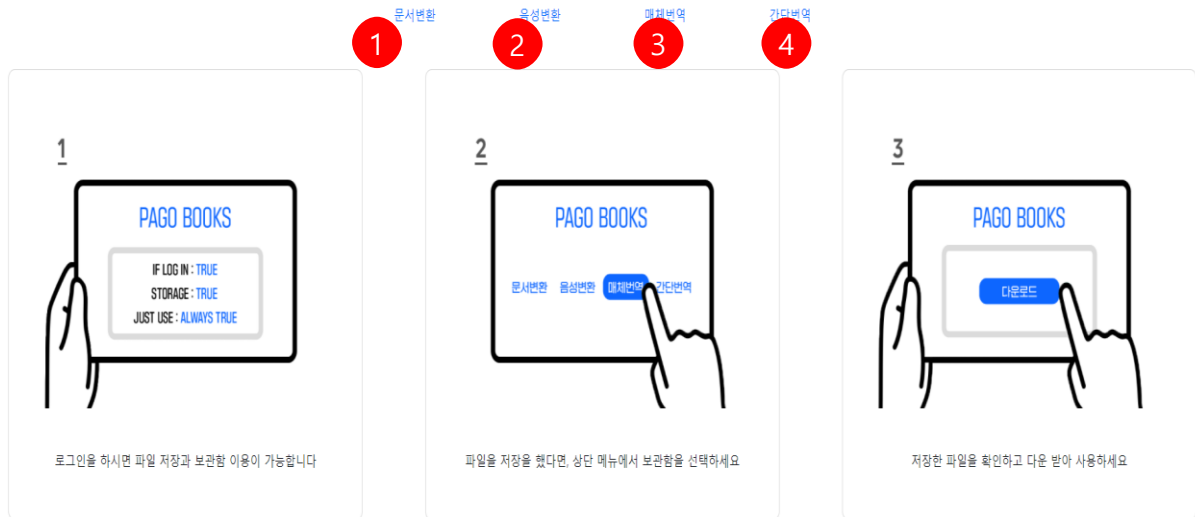 문서변환 음성변환 매체번역 간단번역
1 2 3 4
1
PAGO BOOKS
IF LOG IN : TRUE
STORAGE : TRUE
JUST USE : ALWAYS TRUE
로그인을 하시면 파일 저장과 보관함 이용이 가능합니다
2
PAGO BOOKS
문서변환 음성변환 매체번역 간단번역
파일을 저장을 했다면, 상단 메뉴에서 보관함을 선택하세요
3
PAGO BOOKS
다운로드
저장한 파일을 확인하고 다운 받아 사용하세요